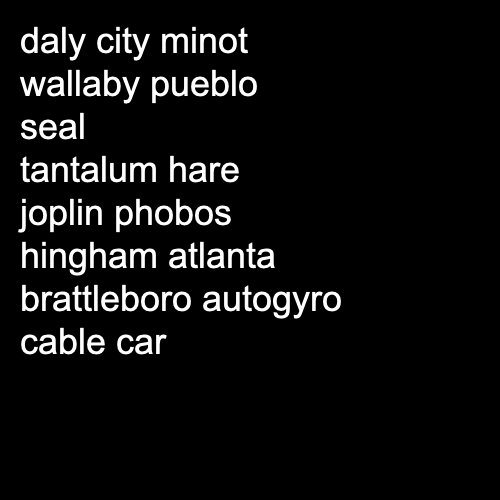 daly city minot
wallaby pueblo
seal
tantalum hare
joplin phobos
hingham atlanta
brattleboro autogyro
cable car